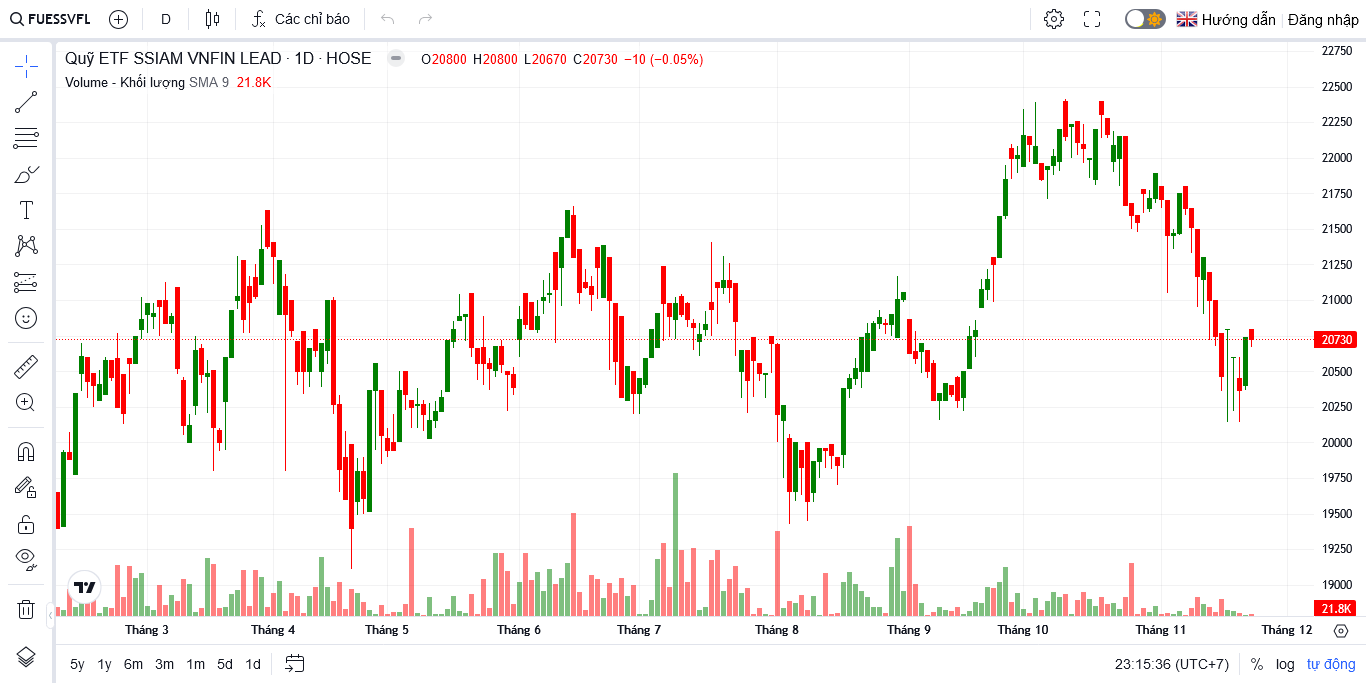 FUESSVFL D Các chỉ báo Hướng dẫn Đăng nhập
Quỹ ETF SSIAM VNFIN LEAD · 1D · HOSE O20800 H20800 L20670 C20730 −10 (−0.05%)
Volume - Khối lượng SMA 9 21.8K
22750
22500
22250
22000
21750
21500
21250
21000
20730
20500
20250
20000
19750
19500
19250
19000
21.8K
Tháng 3 Tháng 4 Tháng 5 Tháng 6 Tháng 7 Tháng 8 Tháng 9 Tháng 10 Tháng 11 Tháng 12
5y 1y 6m 3m 1m 5d 1d 23:15:36 (UTC+7) % log tự động